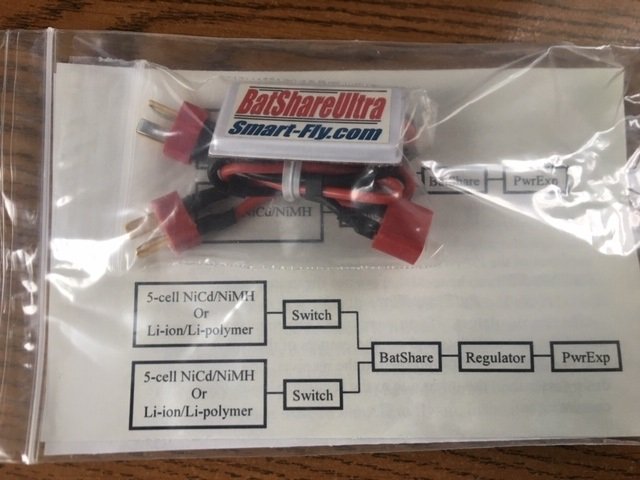 BatShareUltra
Smart-Fly.com
BatShare
PwrExp
NiCd/NiMH
5-cell NiCd/NiMH
Or
Li-ion/Li-polymer
Switch
BatShare
Regulator
PwrExp
5-cell NiCd/NiMH
Or
Li-ion/Li-polymer
Switch